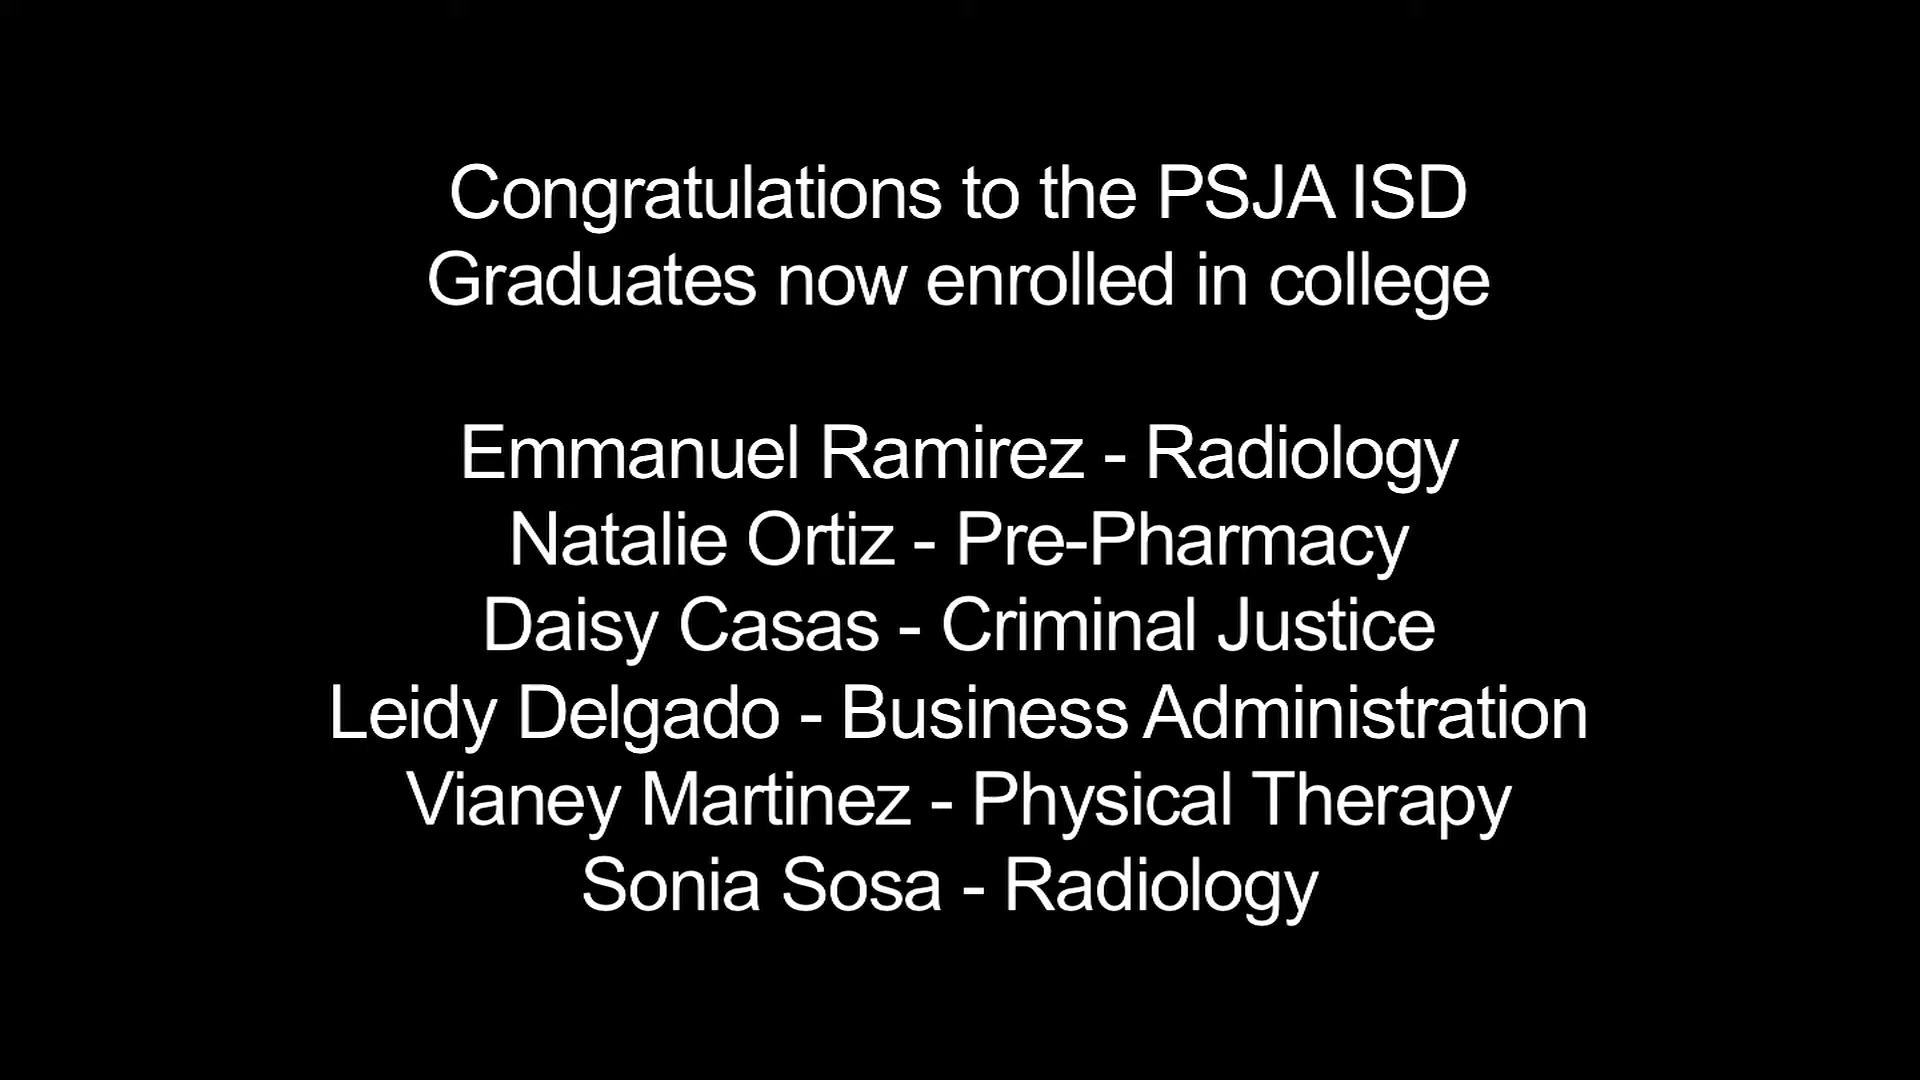 Congratulations to the PSJA ISD
Graduates now enrolled in college
Emmanuel Ramirez - Radiology
Natalie Ortiz - Pre-Pharmacy
Daisy Casas - Criminal Justice
Leidy Delgado - Business Administration
Vianey Martinez - Physical Therapy
Sonia Sosa - Radiology